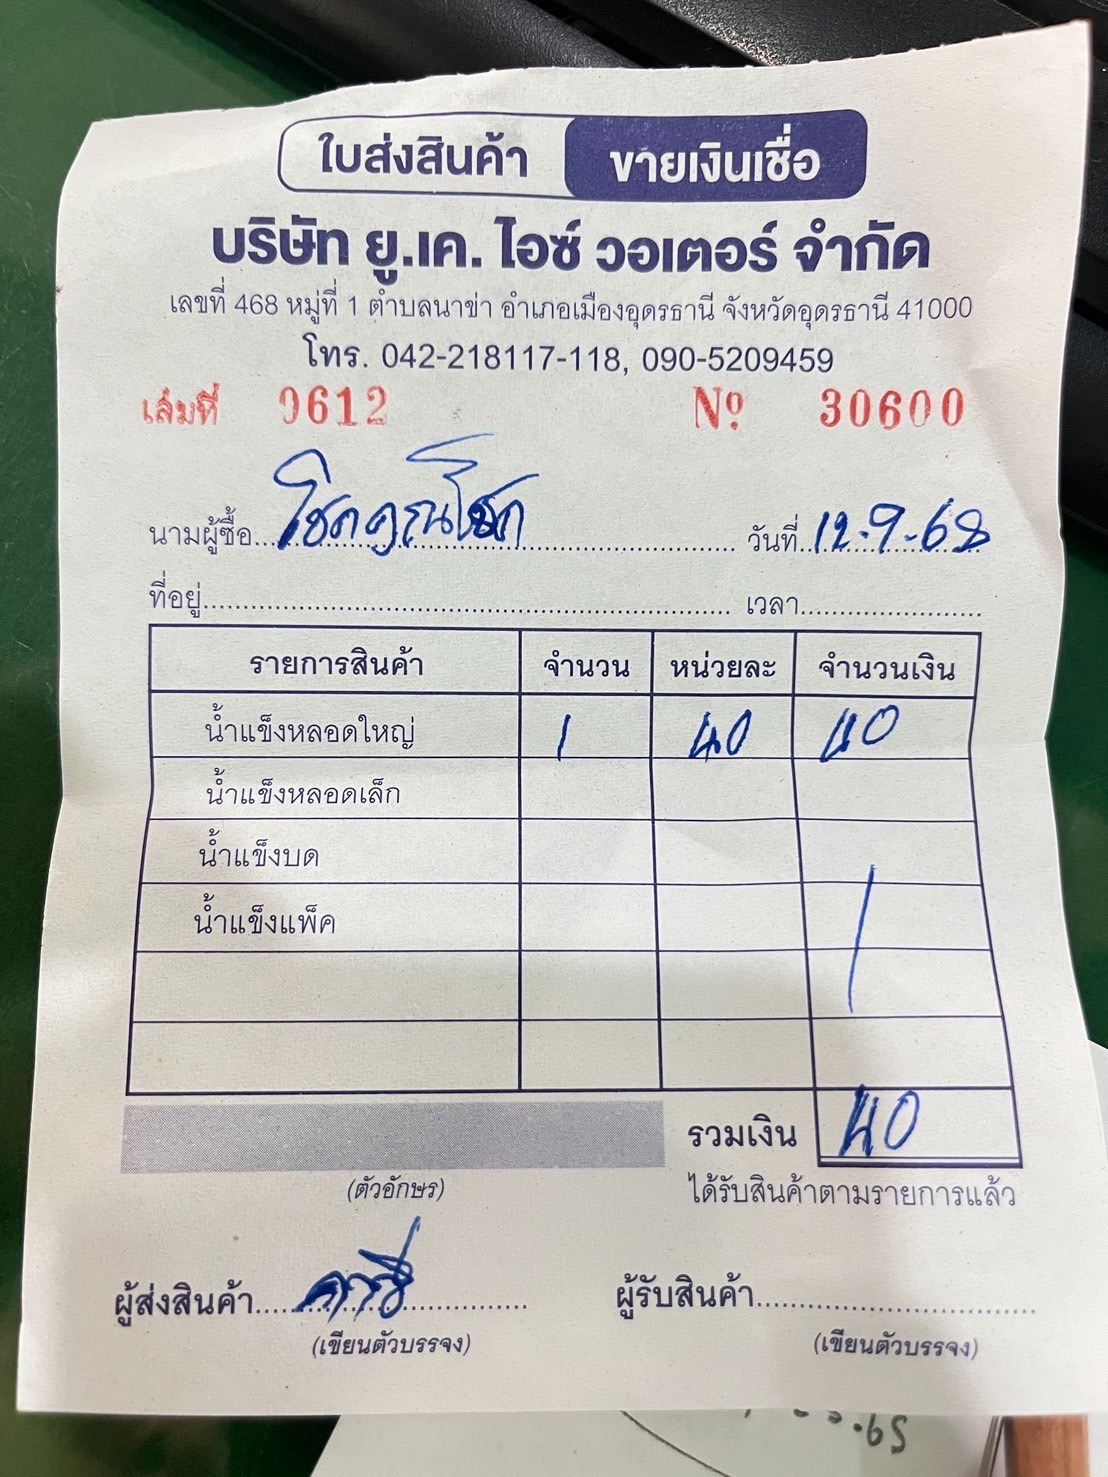 ใบส่งสินค้า ขายเงินเชื่อ
บริษัท ยู.เค. ไอซ์ วอเตอร์ จำกัด
เลขที่ 468 หมู่ที่ 1 ตำบลนาข่า อำเภอเมืองอุดรธานี จังหวัดอุดรธานี 41000
โทร. 042-218117-118, 090-5209459
เล่มที่ 0612 Nº 30600
นามผู้ซื้อ โชคคูณโชค วันที่ 12-9-68
ที่อยู่ เวลา
รายการสินค้า จำนวน หน่วยละ จำนวนเงิน
น้ำแข็งหลอดใหญ่ 1 40 40
น้ำแข็งหลอดเล็ก
น้ำแข็งบด
น้ำแข็งแพ็ค
รวมเงิน 40
(ตัวอักษร) ได้รับสินค้าตามรายการแล้ว
ผู้ส่งสินค้า ผู้รับสินค้า
(เขียนตัวบรรจง) (เขียนตัวบรรจง)